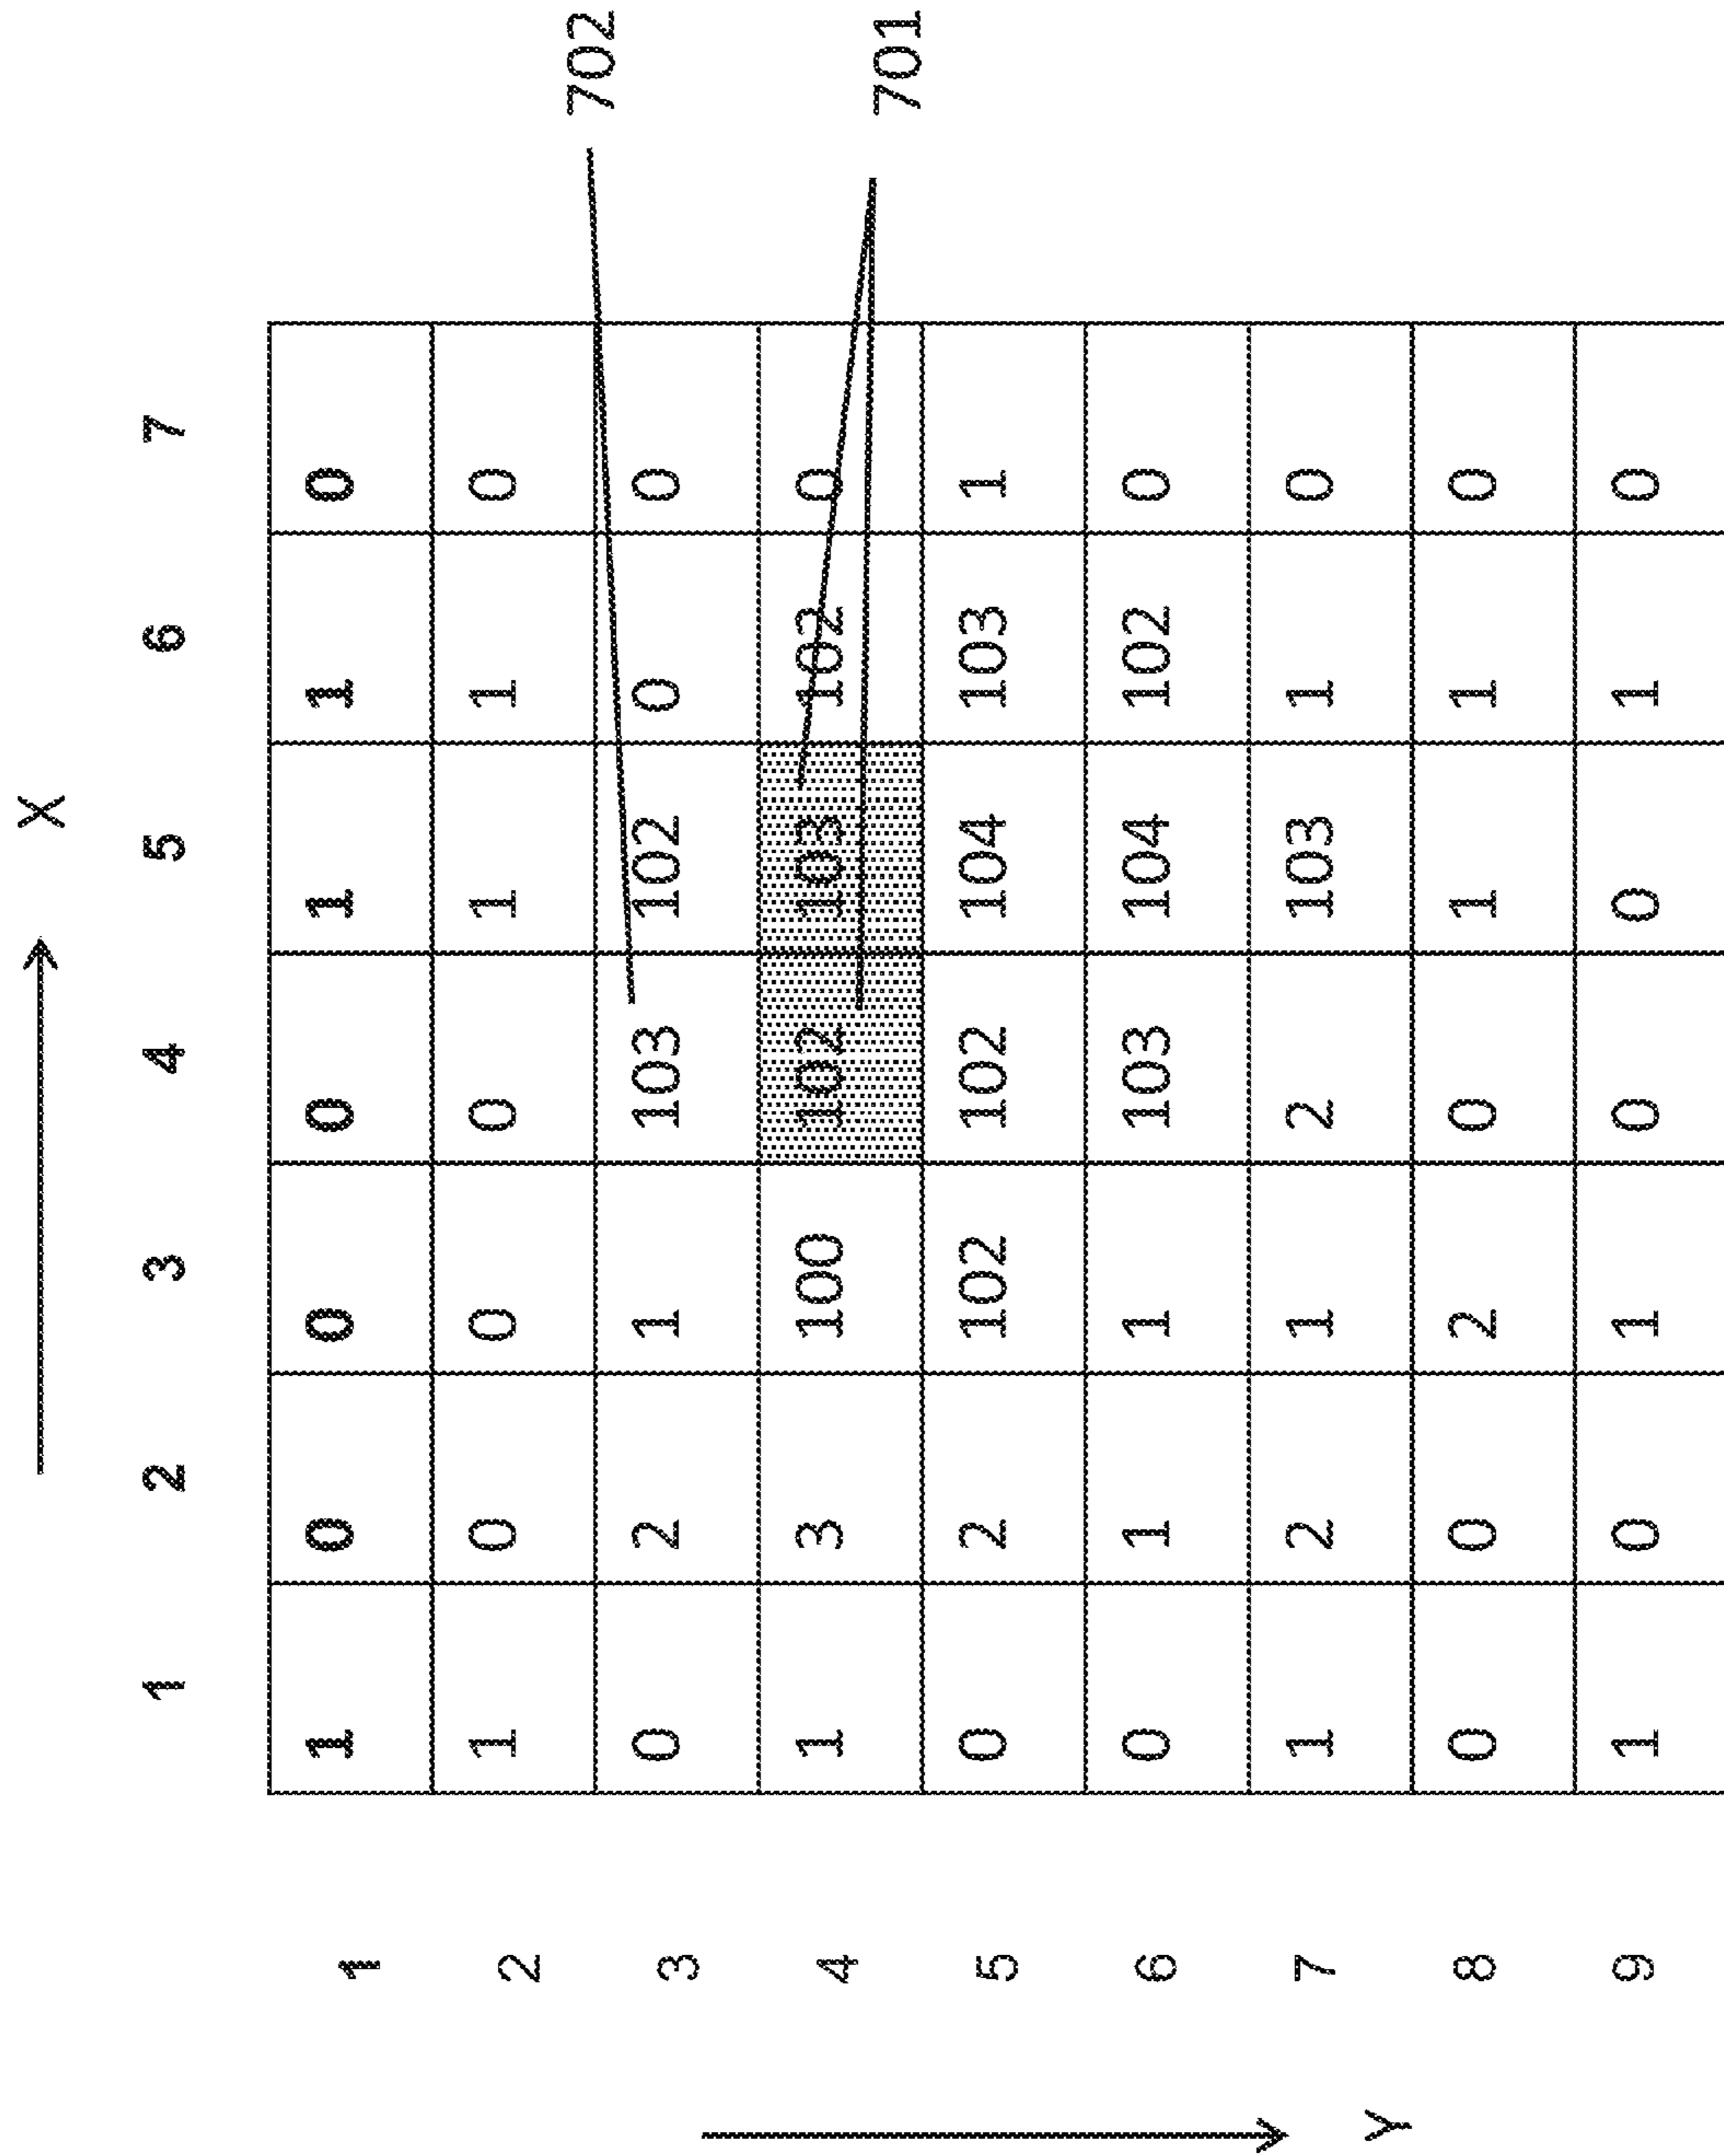 X
1 2 3 4 5 6 7
1 1 0 0 0 1 1 0
2 1 0 0 0 1 1 0
3 0 2 1 103 102 0 0 702
4 1 3 100 102 103 102 0 701
5 0 2 102 102 104 103 1
6 0 1 1 103 104 102 0
7 1 2 1 2 103 1 0
Y
8 0 0 2 0 1 1 0
9 1 0 1 0 0 1 0